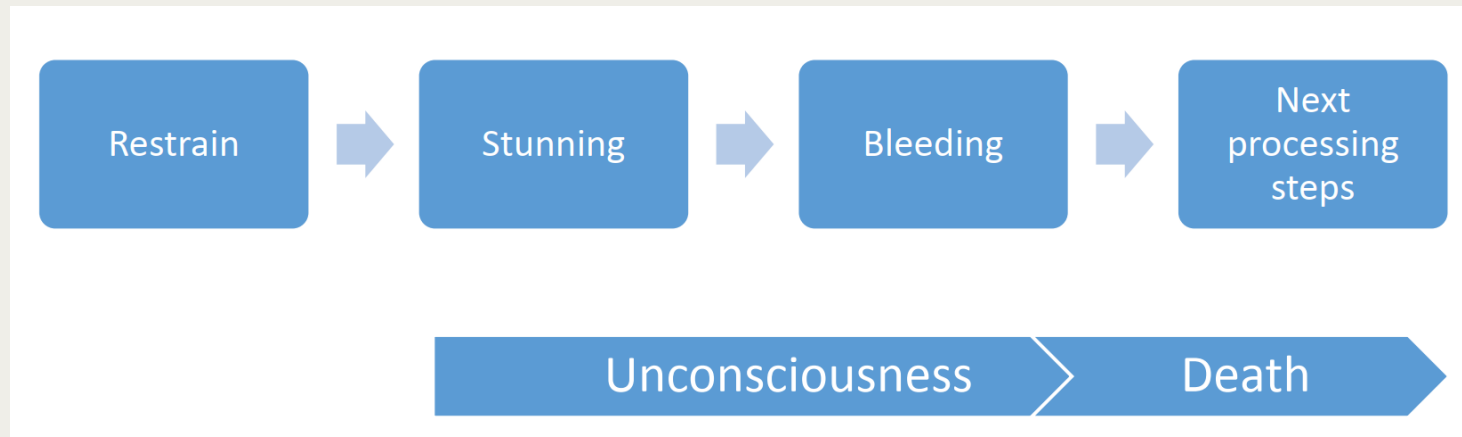 Restrain
Stunning
Bleeding
Next
processing
steps
Unconsciousness
Death